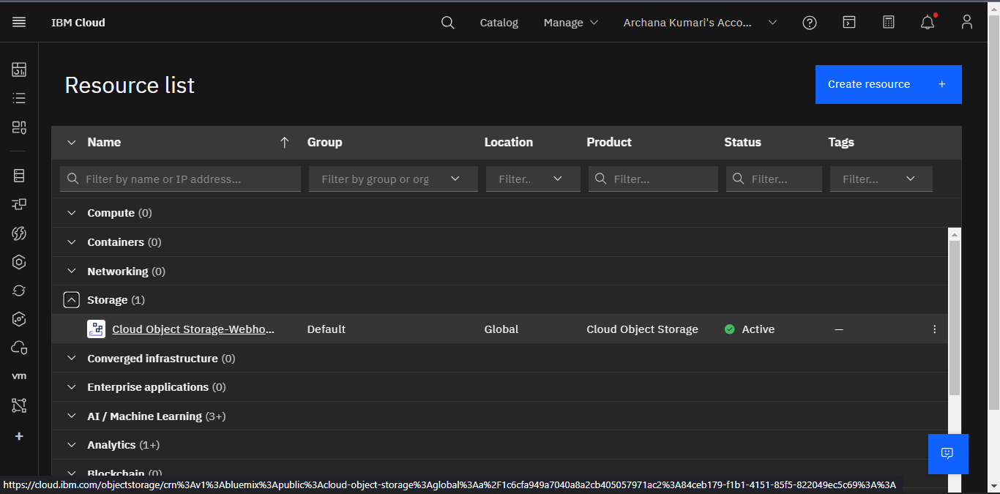 IBM Cloud Catalog Manage Archana Kumari's Acco...
Resource list
Create resource +
Name Group Location Product Status Tags
Filter by name or IP address... Filter by group or org Filter.. Filter... Filter... Filter...
Compute (0)
Containers (0)
Networking (0)
Storage (1)
Cloud Object Storage-Webho... Default Global Cloud Object Storage Active —
Converged infrastructure (0)
Enterprise applications (0)
vm
AI / Machine Learning (3+)
Analytics (1+)
Blockchain (0)
https://cloud.ibm.com/objectstorage/crn%3Av1%3Abluemix%3Apublic%3Acloud-object-storage%3Aglobal%3Aa%2F1c6cfa949a7040a8a2cb405057971ac2%3A84ceb179-f1b1-4151-85f5-822049ec5c69%3A%3A